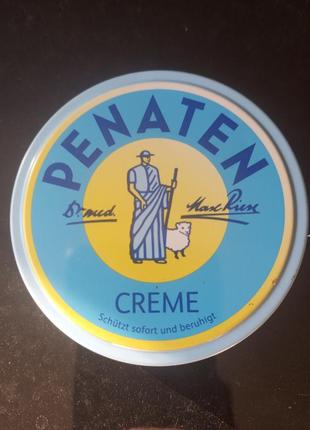 PENATEN
Dr. med. Max Riese
CREME
Schützt sofort und beruhigt